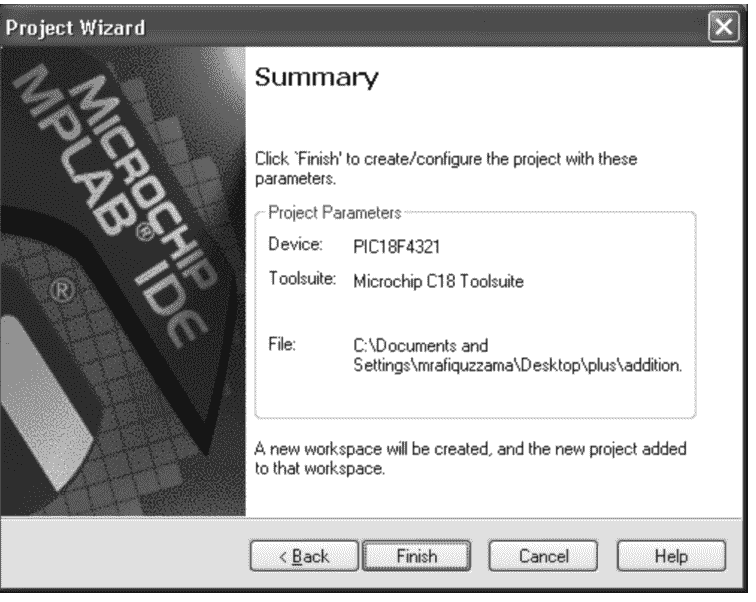 Project Wizard
MICROCHIP
MPLAB® IDE
®
Summary
Click `Finish' to create/configure the project with these
parameters.
Project Parameters
Device: PIC18F4321
Toolsuite: Microchip C18 Toolsuite
File: C:\Documents and
Settings\mrafiquzzama\Desktop\plus\addition.
A new workspace will be created, and the new project added
to that workspace.
< Back Finish Cancel Help